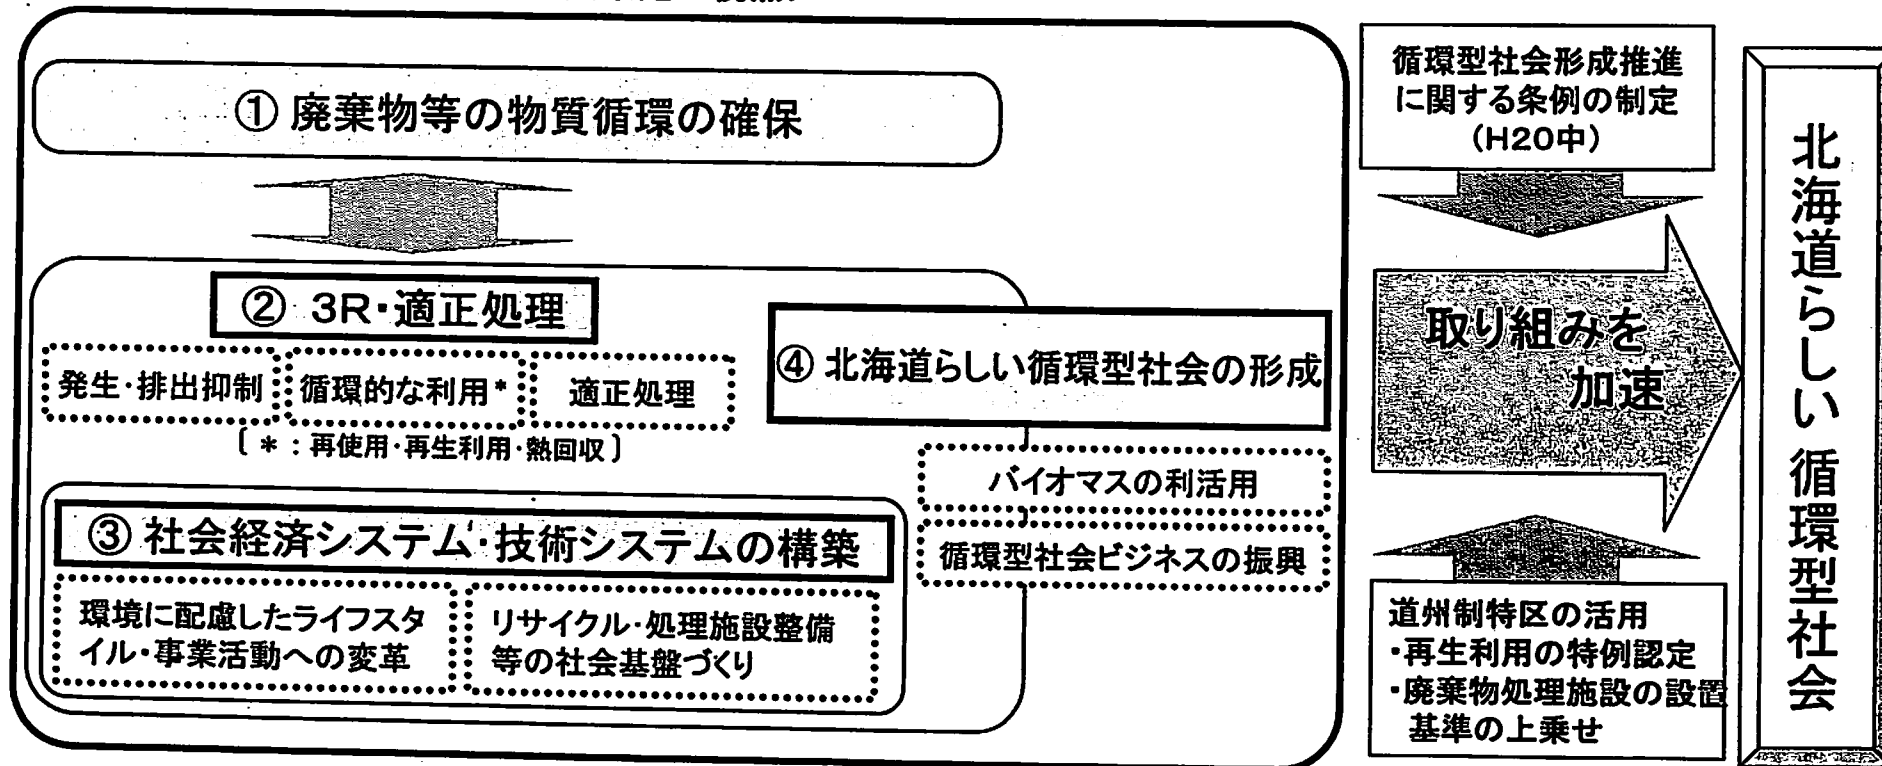 ① 廃棄物等の物質循環の確保
② 3R・適正処理
発生・排出抑制
循環的な利用*
適正処理
〔 * : 再使用・再生利用・熱回収 〕
③ 社会経済システム・技術システムの構築
環境に配慮したライフスタ
イル・事業活動への変革
リサイクル・処理施設整備
等の社会基盤づくり
④ 北海道らしい循環型社会の形成
バイオマスの利活用
循環型社会ビジネスの振興
循環型社会形成推進
に関する条例の制定
(H20中)
取り組みを
加速
道州制特区の活用
・再生利用の特例認定
・廃棄物処理施設の設置
基準の上乗せ
北海道らしい循環型社会